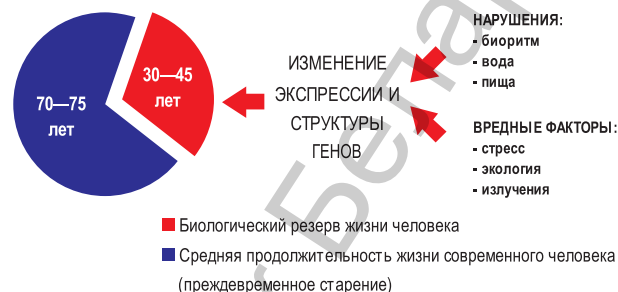 70—75
лет
30—45
лет
ИЗМЕНЕНИЕ
ЭКСПРЕССИИ И
СТРУКТУРЫ
ГЕНОВ
НАРУШЕНИЯ:
- биоритм
- вода
- пища
ВРЕДНЫЕ ФАКТОРЫ:
- стресс
- экология
- излучения
Биологический резерв жизни человека
Средняя продолжительность жизни современного человека
(преждевременное старение)